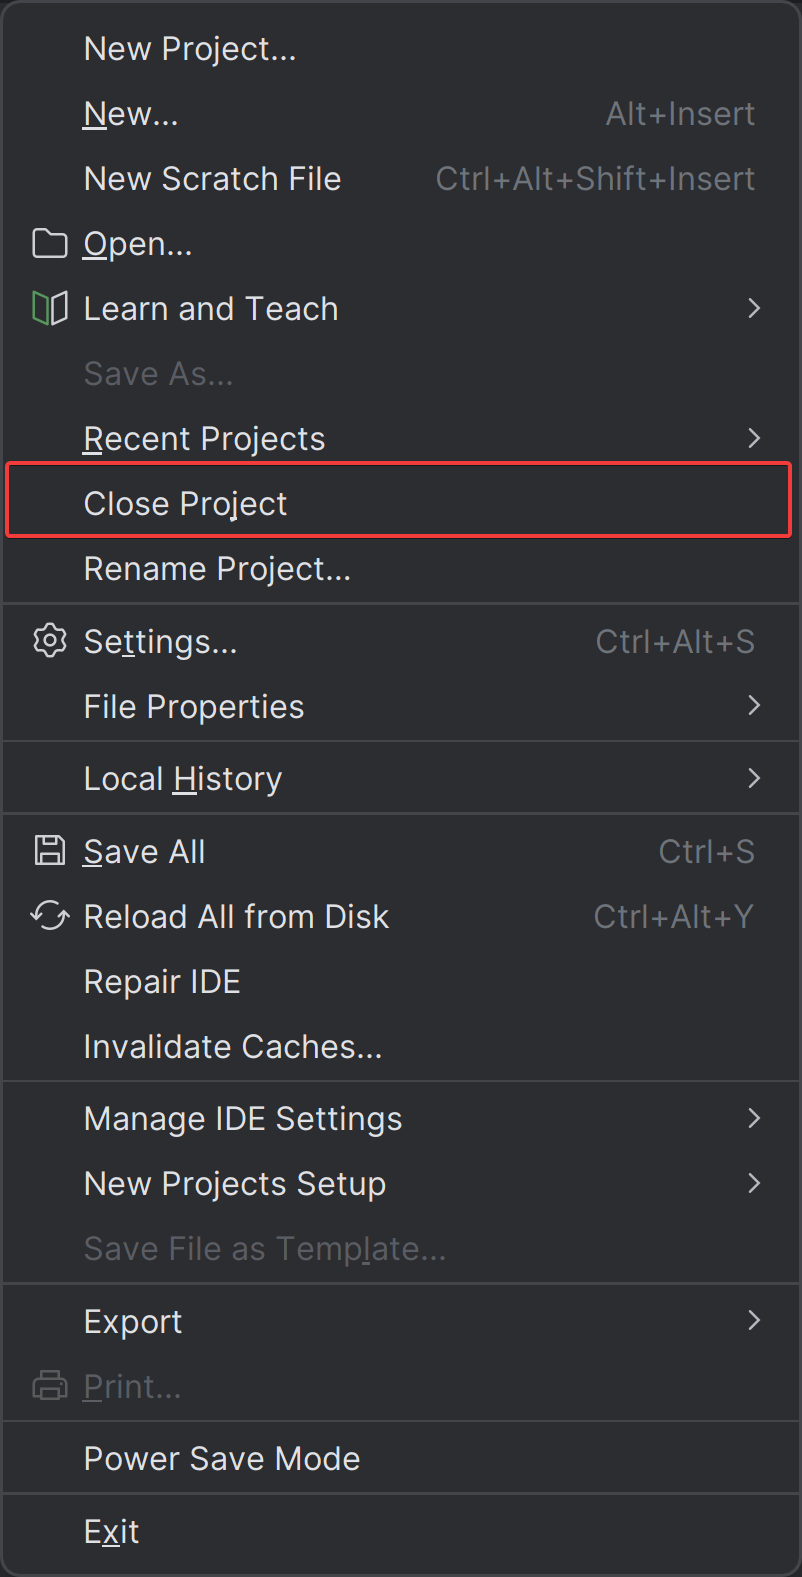 New Project...
New... Alt+Insert
New Scratch File Ctrl+Alt+Shift+Insert
Open...
Learn and Teach
Save As...
Recent Projects
Close Project
Rename Project...
Settings... Ctrl+Alt+S
File Properties
Local History
Save All Ctrl+S
Reload All from Disk Ctrl+Alt+Y
Repair IDE
Invalidate Caches...
Manage IDE Settings
New Projects Setup
Save File as Template...
Export
Print...
Power Save Mode
Exit